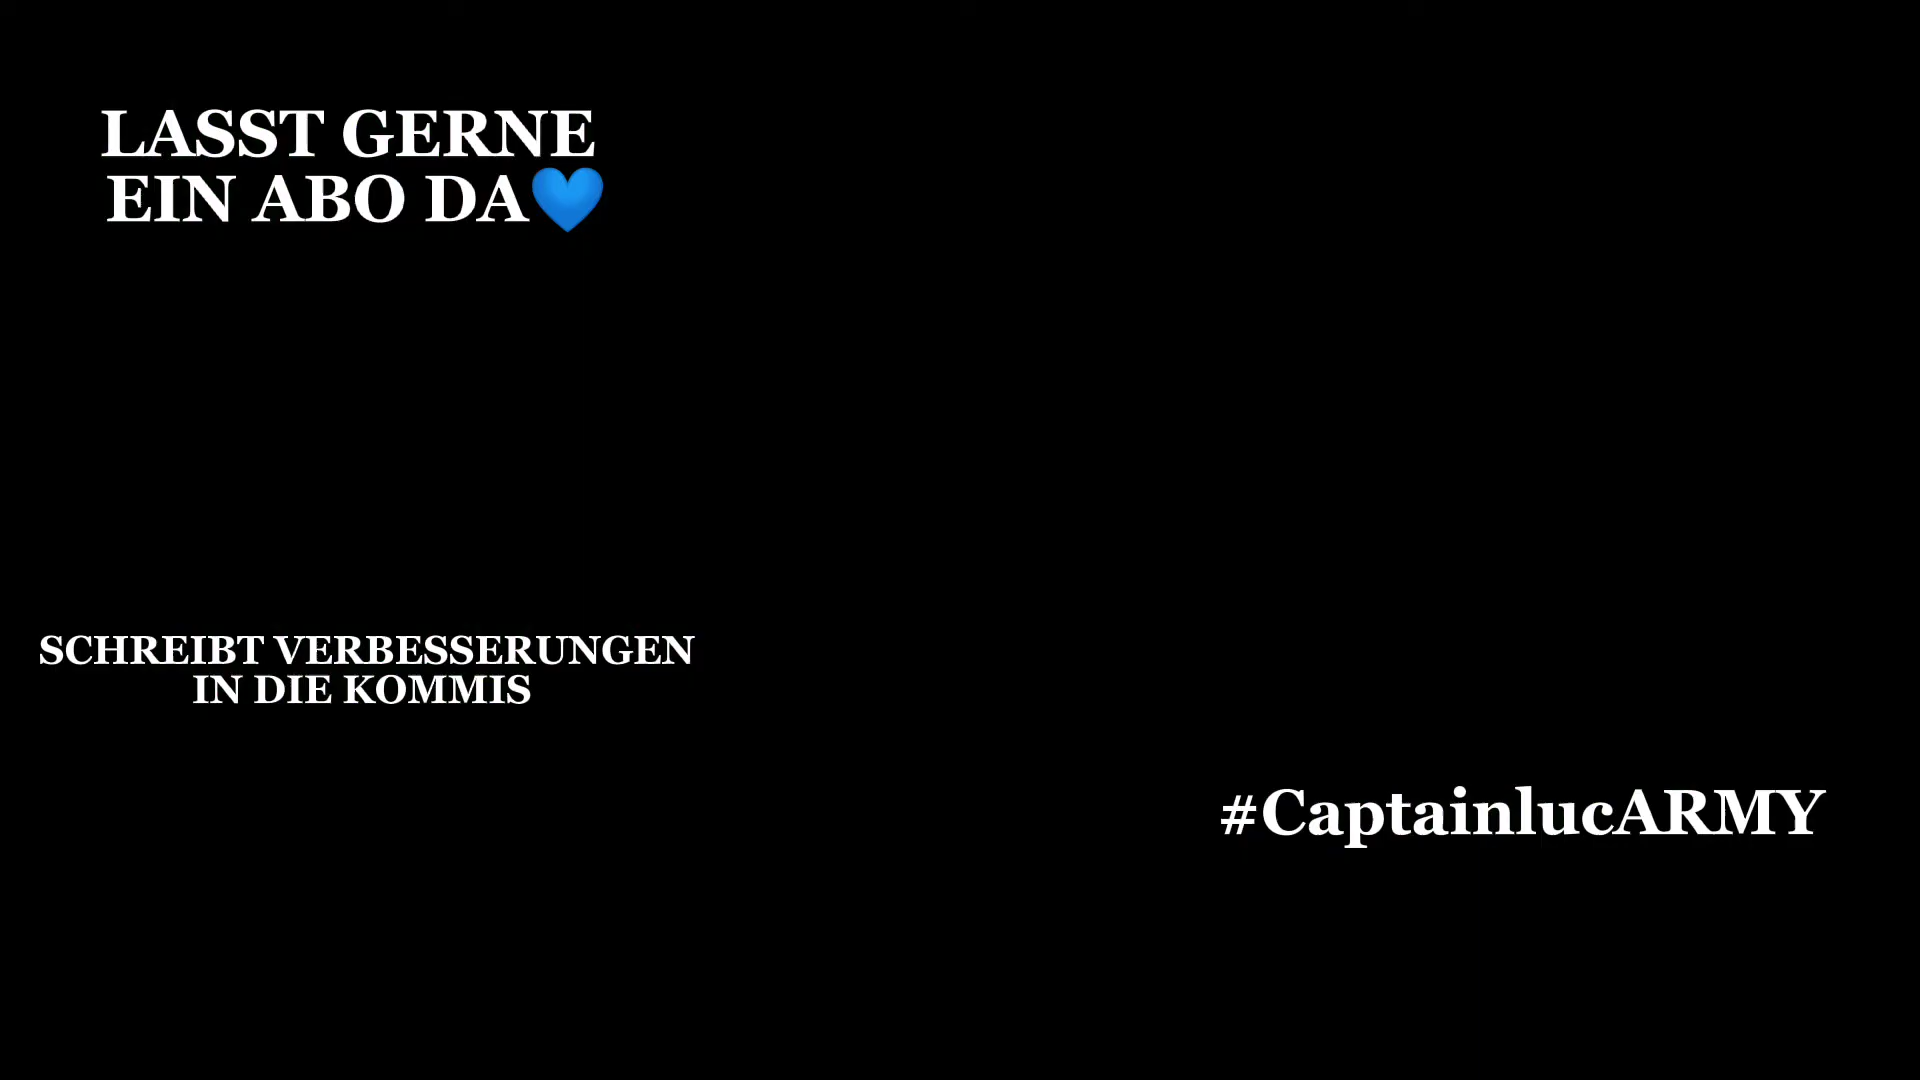 LASST GERNE
EIN ABO DA💙
SCHREIBT VERBESSERUNGEN
IN DIE KOMMIS
#CaptainlucARMY